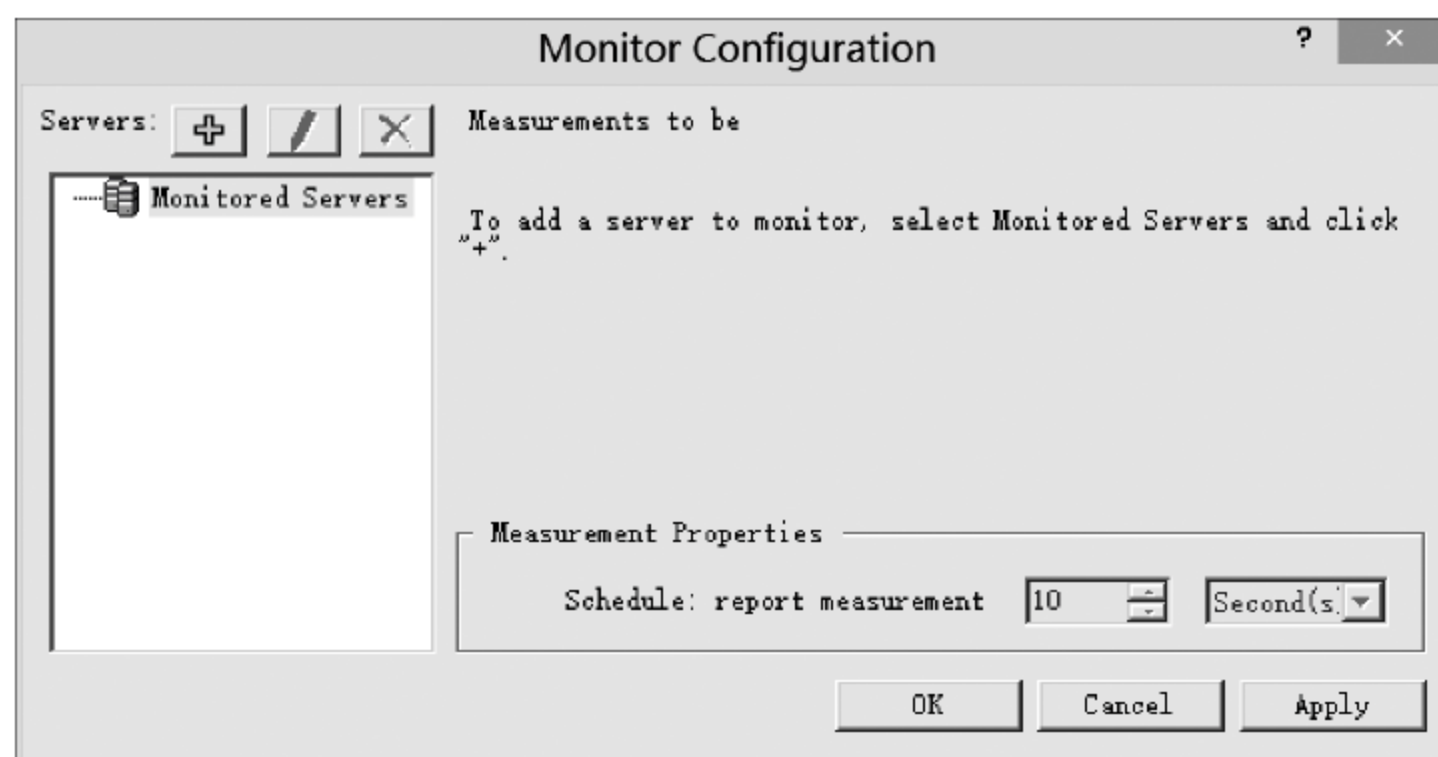 Monitor Configuration
?
×
Servers:
Measurements to be
Monitored Servers
To add a server to monitor, select Monitored Servers and click
"+".
Measurement Properties
Schedule: report measurement
10
Second(s)
OK
Cancel
Apply